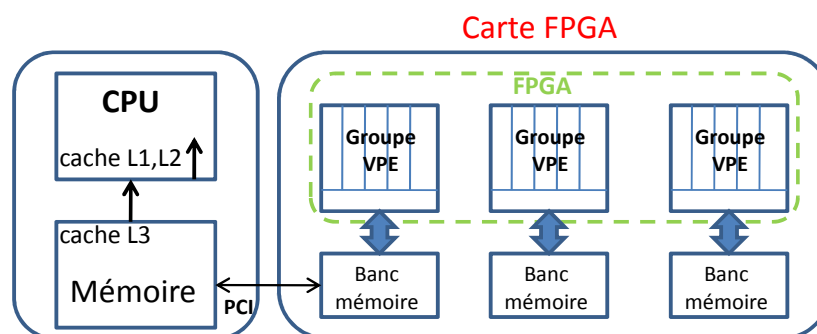 Carte FPGA
CPU
cache L1,L2
cache L3
Mémoire
PCI
FPGA
Groupe
VPE
Groupe
VPE
Groupe
VPE
Banc
mémoire
Banc
mémoire
Banc
mémoire